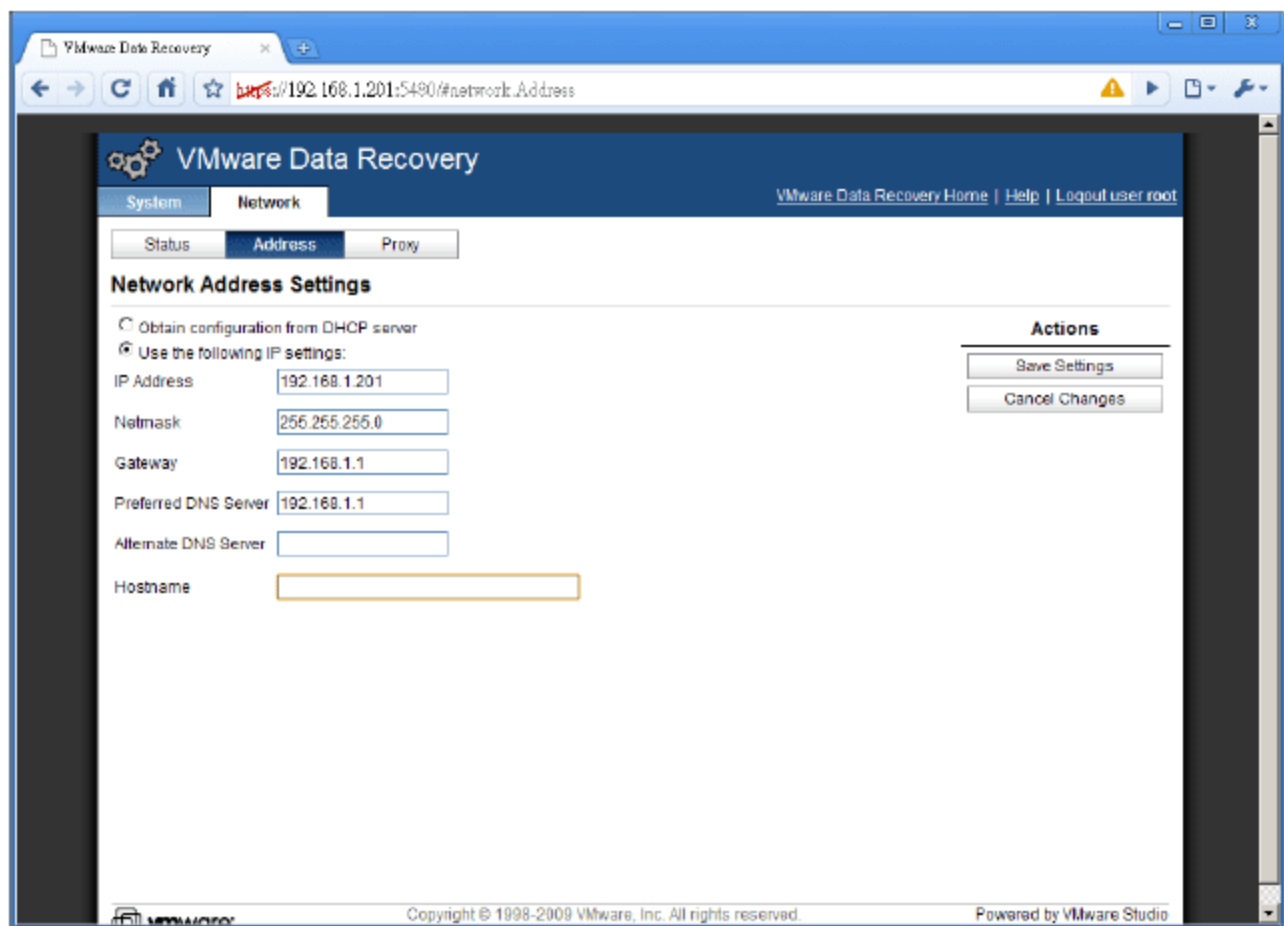 VMware Data Recovery
https://192.168.1.201:5480/#network.Address
VMware Data Recovery
System
Network
VMware Data Recovery Home | Help | Logout user root
Status
Address
Proxy
Network Address Settings
Obtain configuration from DHCP server
Use the following IP settings:
IP Address 192.168.1.201
Netmask 255.255.255.0
Gateway 192.168.1.1
Preferred DNS Server 192.168.1.1
Alternate DNS Server
Hostname
Actions
Save Settings
Cancel Changes
vmware
Copyright © 1998-2009 VMware, Inc. All rights reserved.
Powered by VMware Studio